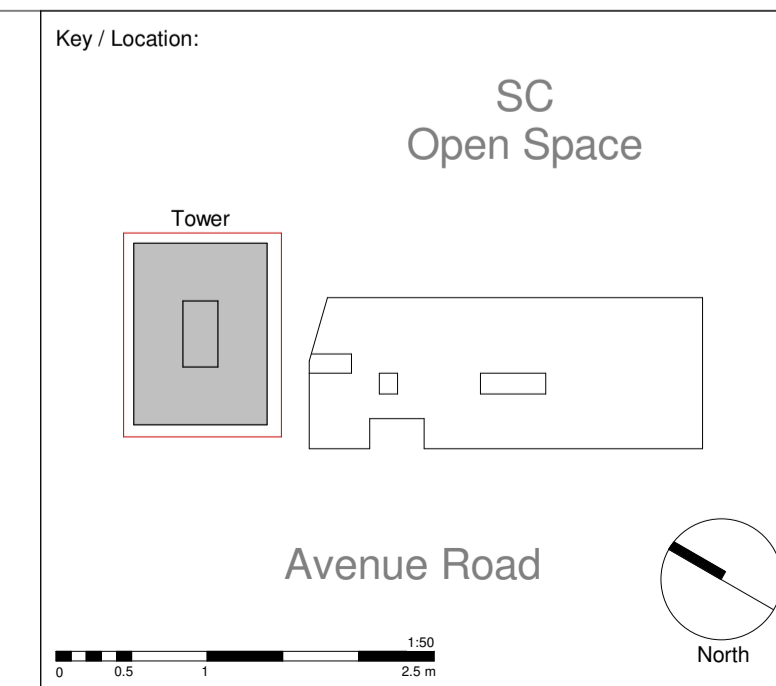 Key / Location:
SC
Open Space
Tower
Avenue Road
1:50
0 0.5 1 2.5 m
North